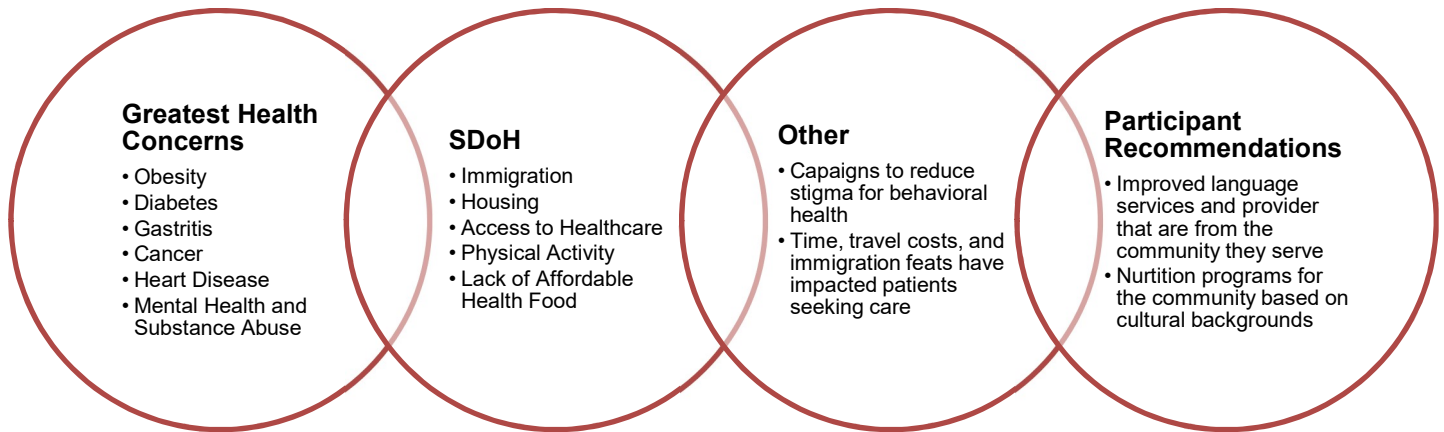 Greatest Health
Concerns
• Obesity
• Diabetes
• Gastritis
• Cancer
• Heart Disease
• Mental Health and
Substance Abuse
SDoH
• Immigration
• Housing
• Access to Healthcare
• Physical Activity
• Lack of Affordable
Health Food
Other
• Capaigns to reduce
stigma for behavioral
health
• Time, travel costs, and
immigration feats have
impacted patients
seeking care
Participant
Recommendations
• Improved language
services and provider
that are from the
community they serve
• Nurtition programs for
the community based on
cultural backgrounds